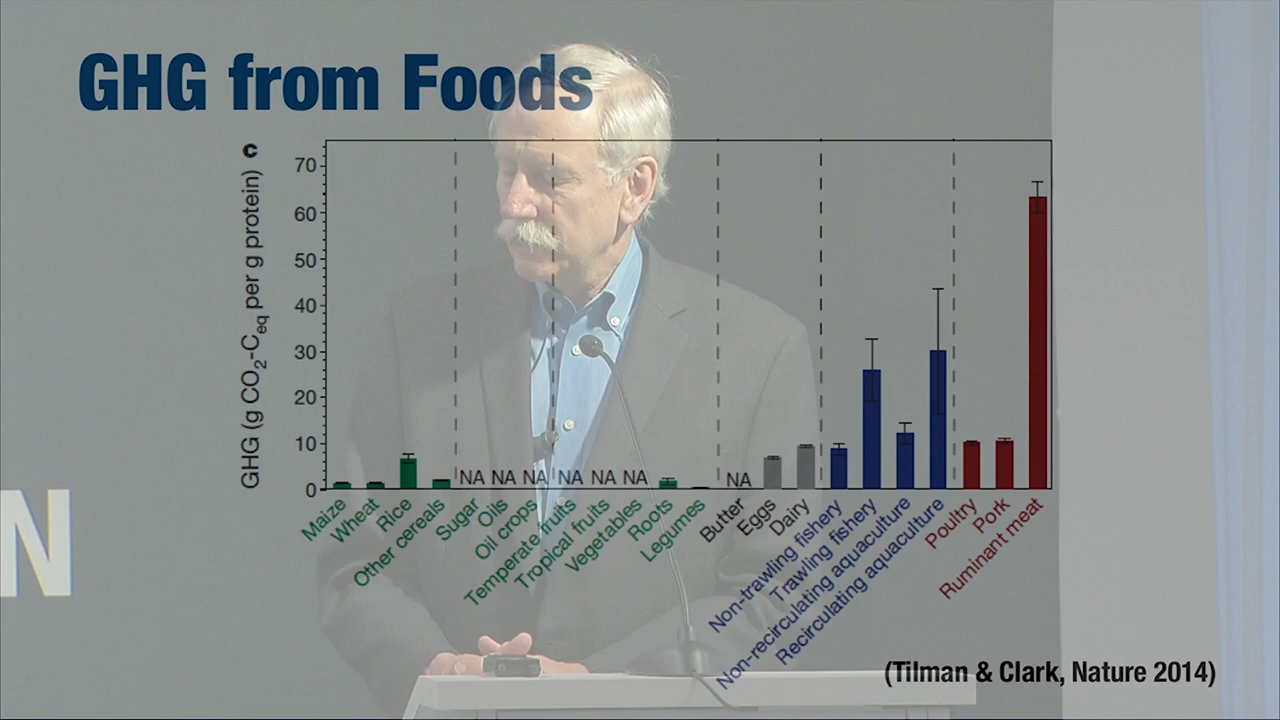 GHG from Foods
c
GHG (g CO2-Ceq per g protein)
70
60
50
40
30
20
10
0
NA NA NA NA NA NA NA
Maize
Wheat
Rice
Other cereals
Sugar
Oils
Oil crops
Temperate fruits
Tropical fruits
Vegetables
Roots
Legumes
Butter
Eggs
Dairy
Non-trawling fishery
Trawling fishery
Non-recirculating aquaculture
Recirculating aquaculture
Poultry
Pork
Ruminant meat
N
(Tilman & Clark, Nature 2014)